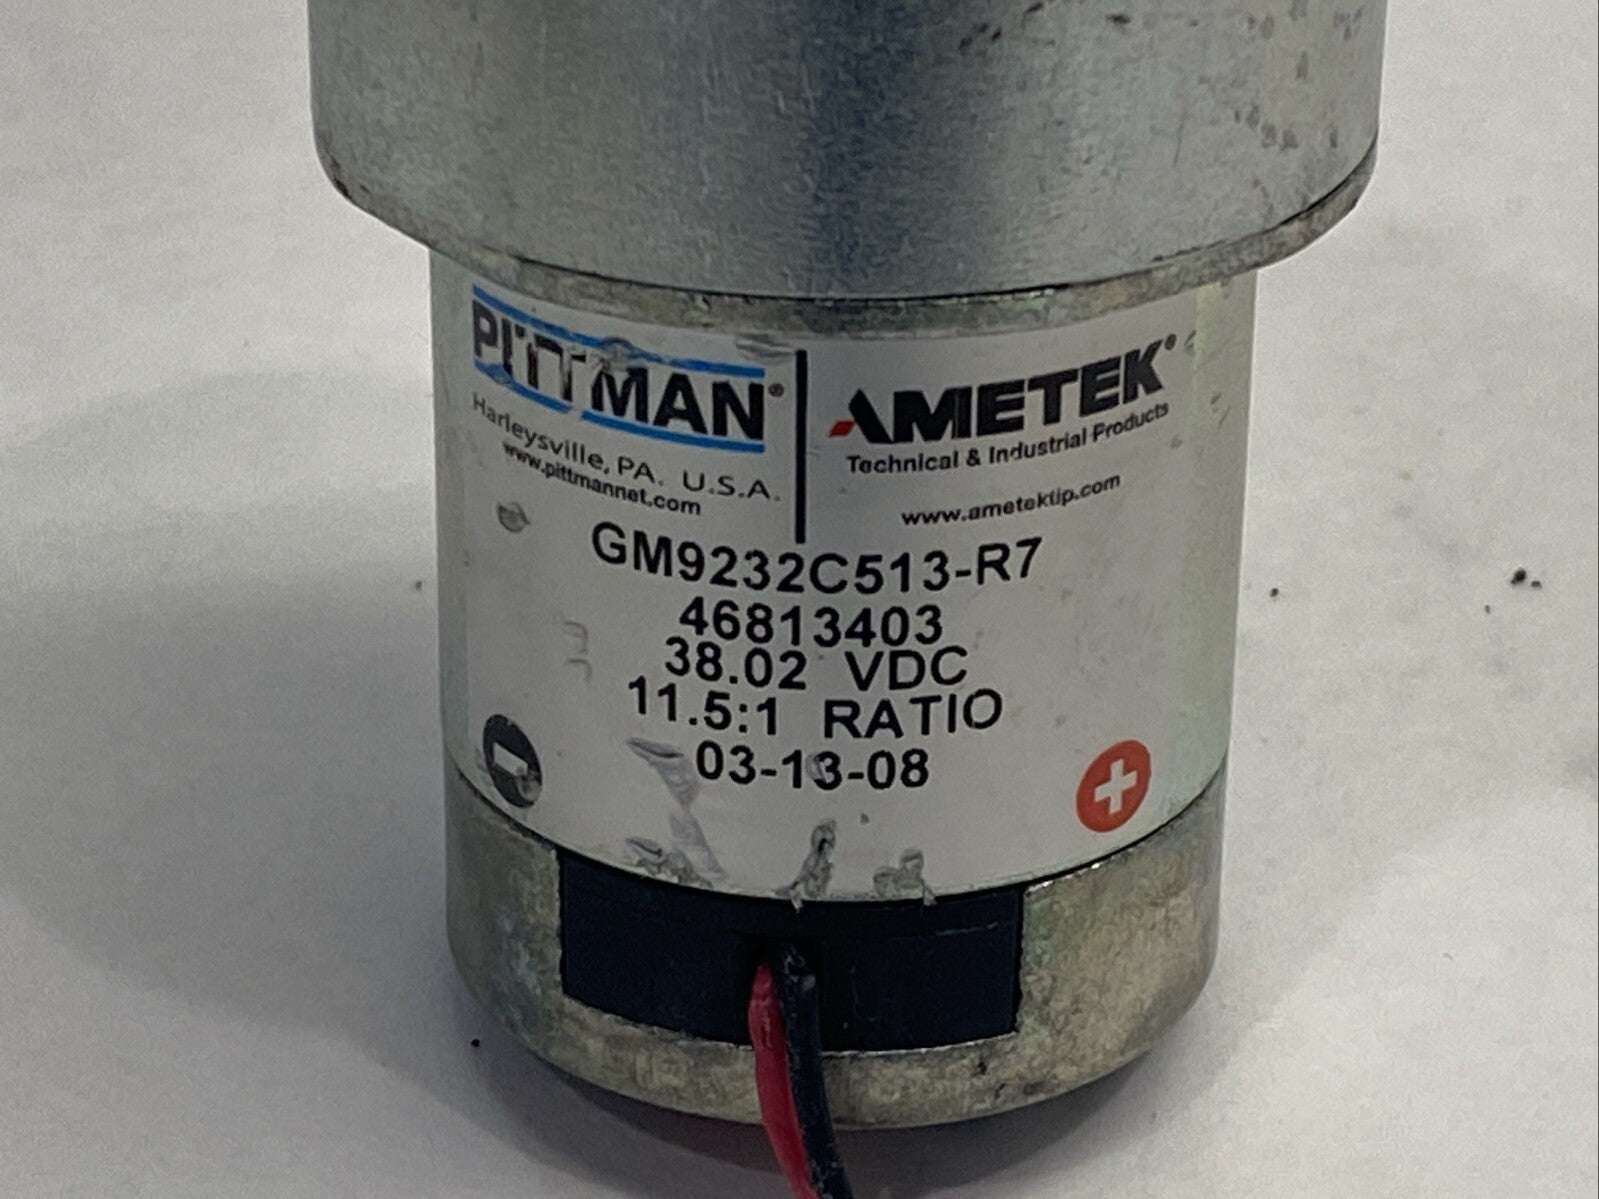 PITTMAN®
Harleysville, PA. U.S.A.
www.pittmannet.com
AMETEK®
Technical & Industrial Products
www.ametektip.com
GM9232C513-R7
46813403
38.02 VDC
11.5:1 RATIO
03-13-08